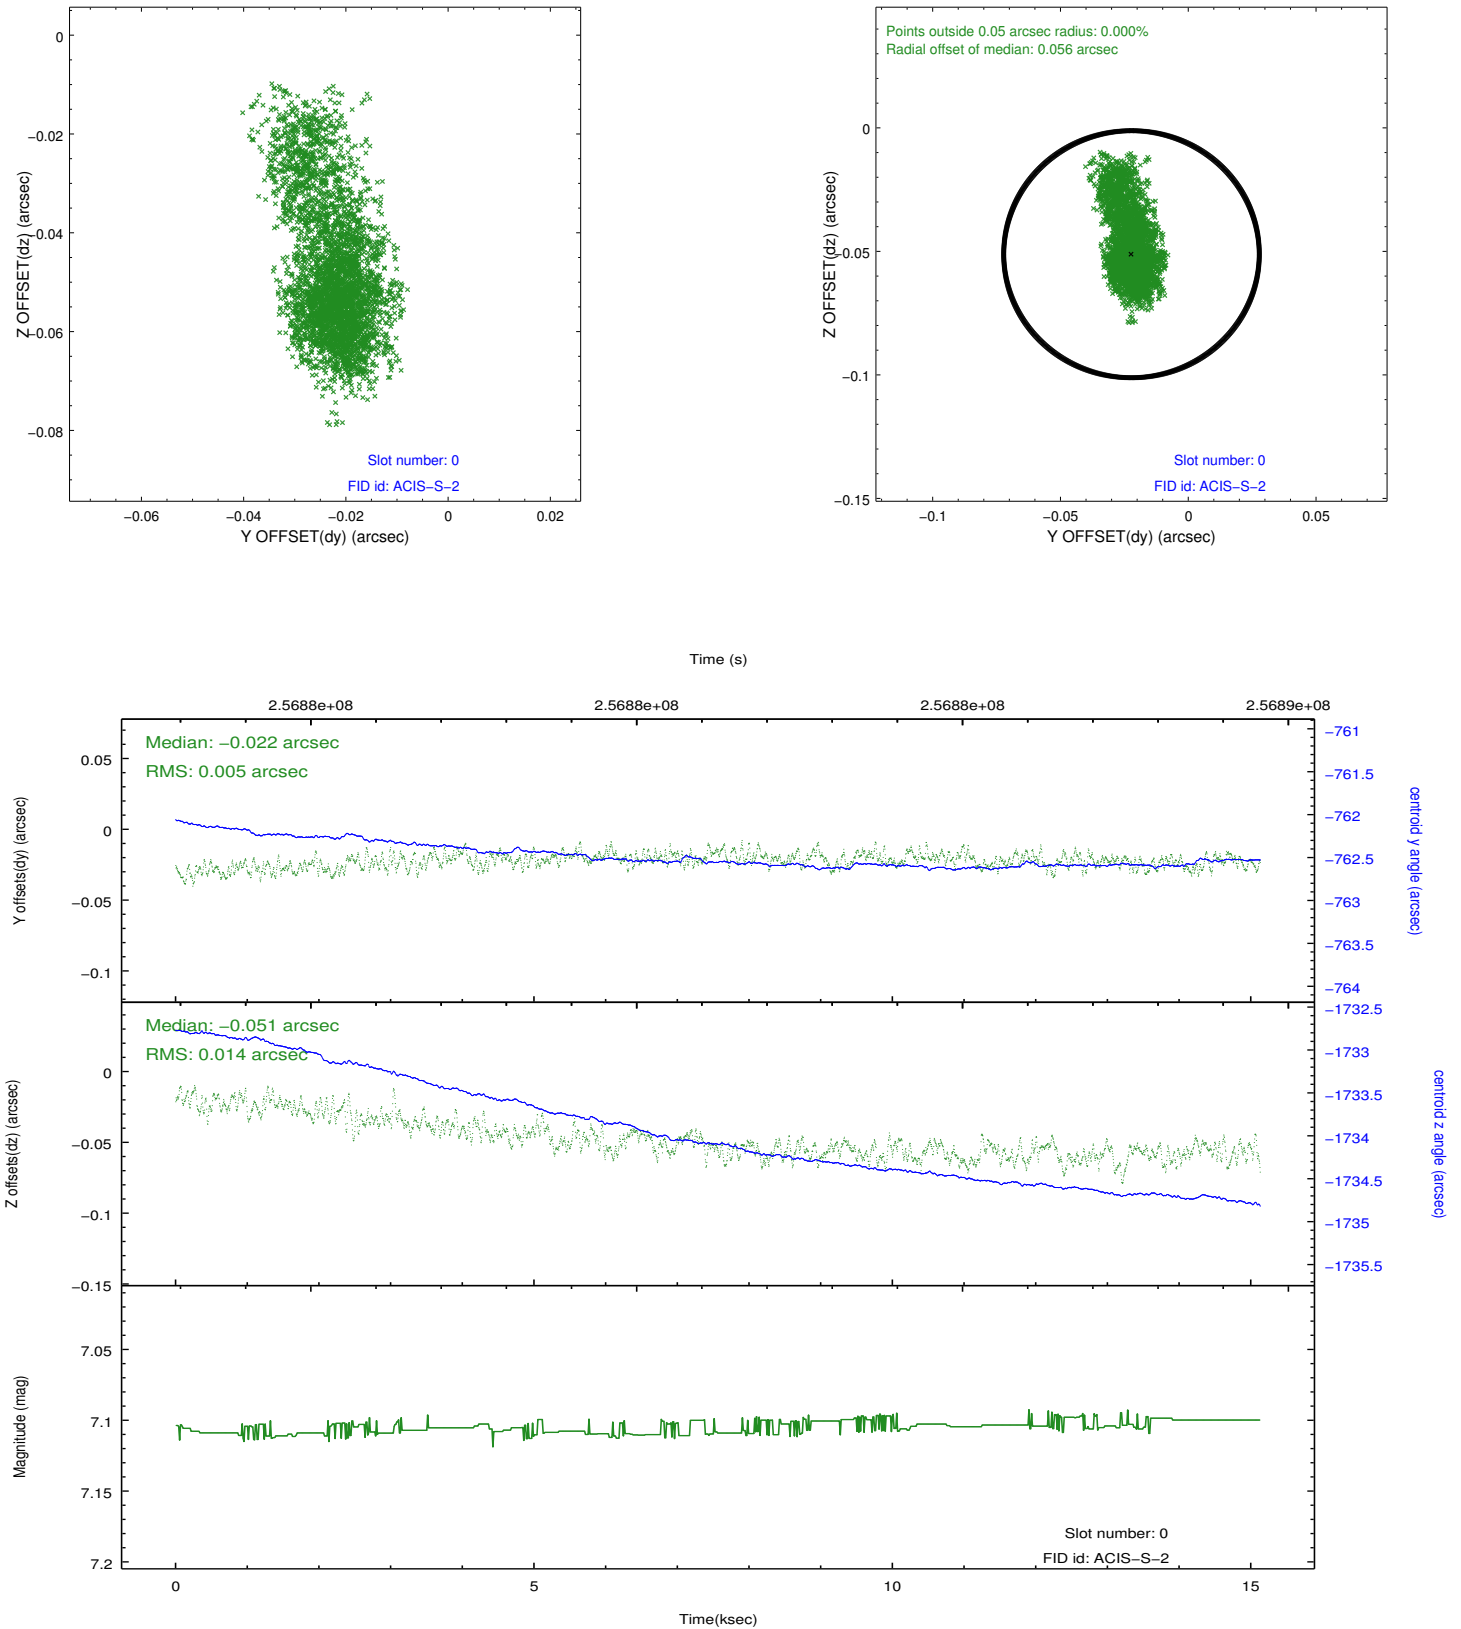 0
−0.02
−0.04
−0.06
−0.08
Z OFFSET(dz) (arcsec)
Slot number: 0
FID id: ACIS−S−2
−0.06
−0.04
−0.02
0
0.02
Y OFFSET(dy) (arcsec)
Points outside 0.05 arcsec radius: 0.000%
Radial offset of median: 0.056 arcsec
0
−0.05
−0.1
−0.15
Z OFFSET(dz) (arcsec)
Slot number: 0
FID id: ACIS−S−2
−0.1
−0.05
0
0.05
Y OFFSET(dy) (arcsec)
Time (s)
2.5688e+08
2.5688e+08
2.5688e+08
2.5689e+08
Median: −0.022 arcsec
RMS: 0.005 arcsec
0.05
0
−0.05
−0.1
Y offsets(dy) (arcsec)
−761
−761.5
−762
−762.5
−763
−763.5
−764
centroid y angle (arcsec)
Median: −0.051 arcsec
RMS: 0.014 arcsec
0
−0.05
−0.1
−0.15
Z offsets(dz) (arcsec)
−1732.5
−1733
−1733.5
−1734
−1734.5
−1735
−1735.5
centroid z angle (arcsec)
7.05
7.1
7.15
7.2
Magnitude (mag)
Slot number: 0
FID id: ACIS−S−2
0
5
10
15
Time(ksec)